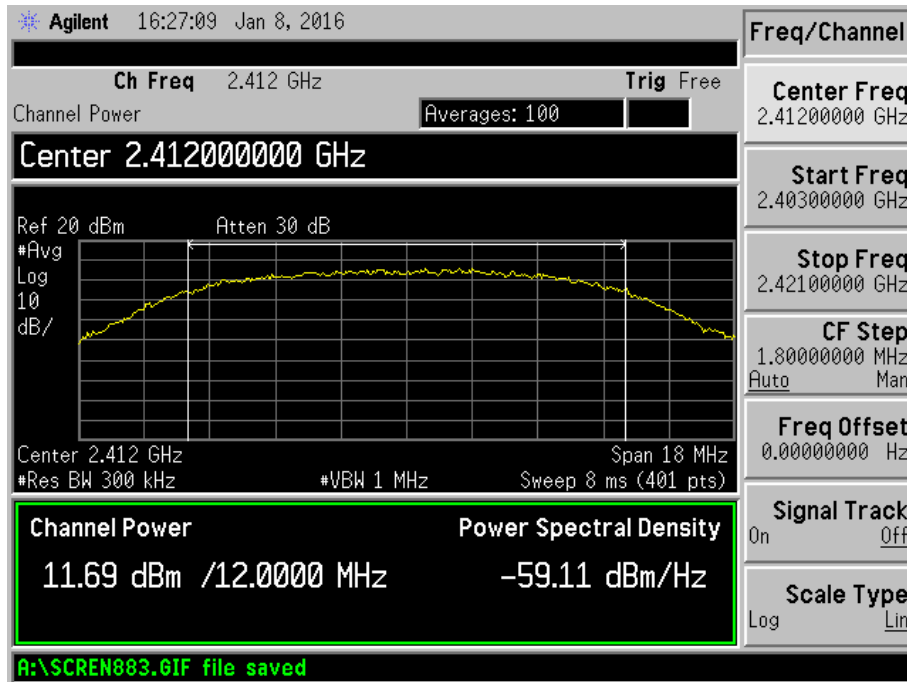 Agilent 16:27:09 Jan 8, 2016
Freq/Channel
Ch Freq 2.412 GHz Trig Free
Channel Power Averages: 100
Center 2.412000000 GHz
Ref 20 dBm Atten 30 dB
#Avg
Log
10
dB/
Center 2.412 GHz Span 18 MHz
#Res BW 300 kHz #VBW 1 MHz Sweep 8 ms (401 pts)
Channel Power Power Spectral Density
11.69 dBm /12.0000 MHz -59.11 dBm/Hz
A:\SCREN883.GIF file saved
Center Freq
2.41200000 GHz
Start Freq
2.40300000 GHz
Stop Freq
2.42100000 GHz
CF Step
1.80000000 MHz
Auto Man
Freq Offset
0.00000000 Hz
Signal Track
On Off
Scale Type
Log Lin